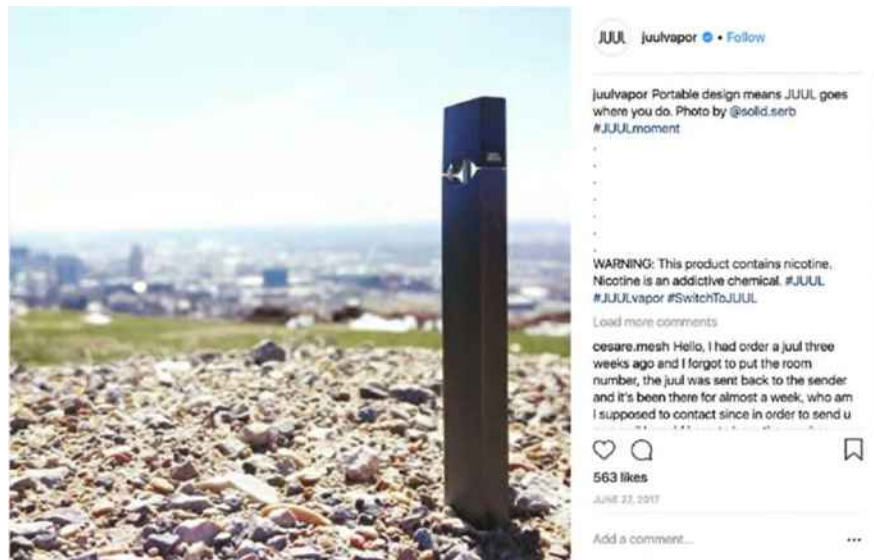 JUUL juulvapor • Follow
juulvapor Portable design means JUUL goes
where you do. Photo by @solid.serb
#JUULmoment
.
.
.
.
.
.
.
WARNING: This product contains nicotine.
Nicotine is an addictive chemical. #JUUL
#JUULvapor #SwitchToJUUL
Load more comments
cesare.mesh Hello, I had order a juul three
weeks ago and I forgot to put the room
number, the juul was sent back to the sender
and it's been there for almost a week, who am
I supposed to contact since in order to send u
563 likes
JUNE 27, 2017
Add a comment...